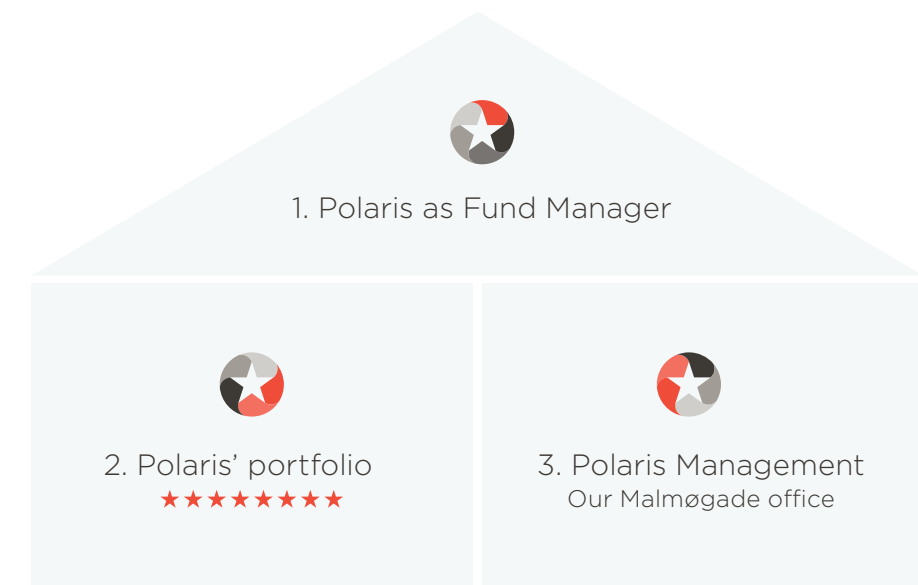 1. Polaris as Fund Manager
2. Polaris’ portfolio
★★★★★★★★
3. Polaris Management
Our Malmøgade office